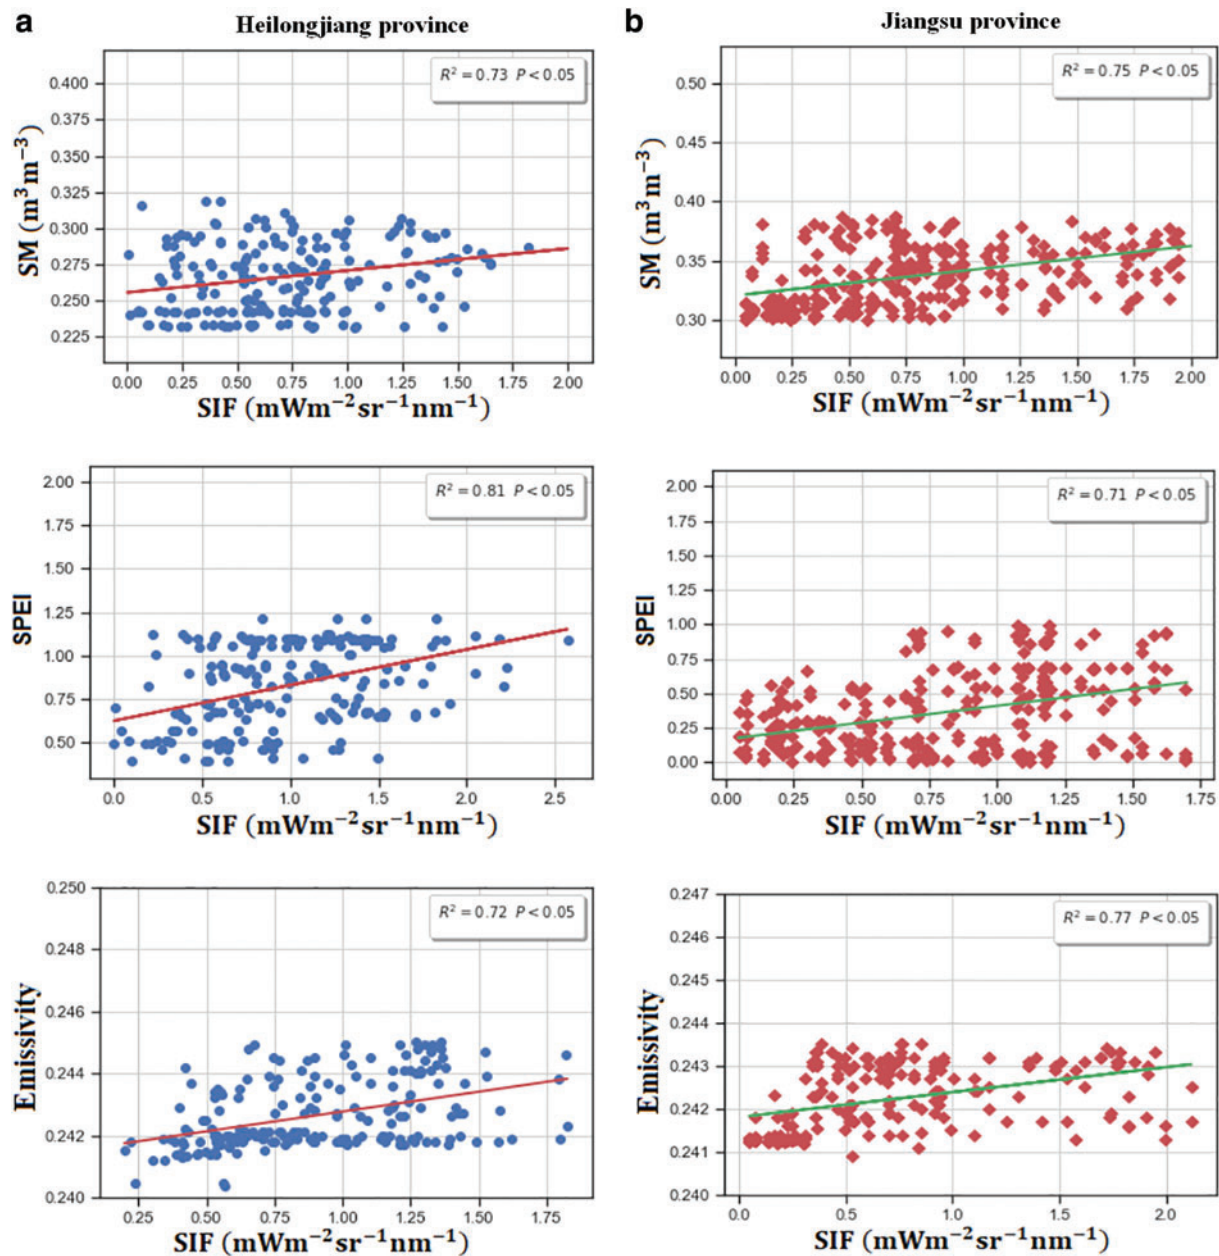 a Heilongjiang province
R² = 0.73 P < 0.05
SM (m³ m⁻³)
0.400
0.375
0.350
0.325
0.300
0.275
0.250
0.225
0.00 0.25 0.50 0.75 1.00 1.25 1.50 1.75 2.00
SIF (mWm⁻²sr⁻¹nm⁻¹)
b Jiangsu province
R² = 0.75 P < 0.05
SM (m³ m⁻³)
0.50
0.45
0.40
0.35
0.30
0.00 0.25 0.50 0.75 1.00 1.25 1.50 1.75 2.00
SIF (mWm⁻²sr⁻¹nm⁻¹)
R² = 0.81 P < 0.05
SPEI
2.00
1.75
1.50
1.25
1.00
0.75
0.50
0.0 0.5 1.0 1.5 2.0 2.5
SIF (mWm⁻²sr⁻¹nm⁻¹)
R² = 0.71 P < 0.05
SPEI
2.00
1.75
1.50
1.25
1.00
0.75
0.50
0.25
0.00
0.00 0.25 0.50 0.75 1.00 1.25 1.50 1.75
SIF (mWm⁻²sr⁻¹nm⁻¹)
R² = 0.72 P < 0.05
Emissivity
0.250
0.248
0.246
0.244
0.242
0.240
0.25 0.50 0.75 1.00 1.25 1.50 1.75
SIF (mWm⁻²sr⁻¹nm⁻¹)
R² = 0.77 P < 0.05
Emissivity
0.247
0.246
0.245
0.244
0.243
0.242
0.241
0.240
0.0 0.5 1.0 1.5 2.0
SIF (mWm⁻²sr⁻¹nm⁻¹)